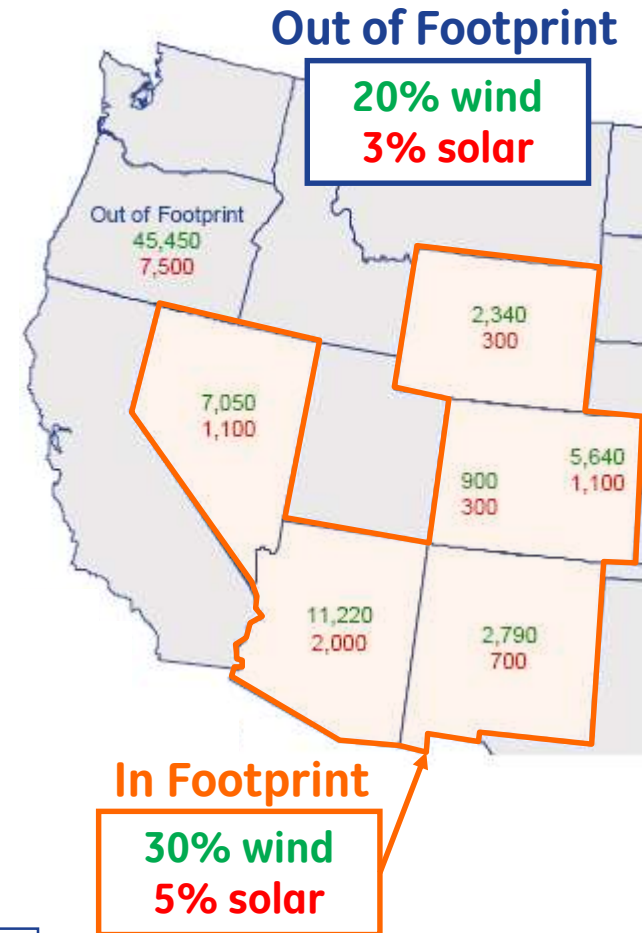 Out of Footprint
20% wind
3% solar
Out of Footprint
45,450
7,500
2,340
300
7,050
1,100
5,640
1,100
900
300
11,220
2,000
2,790
700
In Footprint
30% wind
5% solar